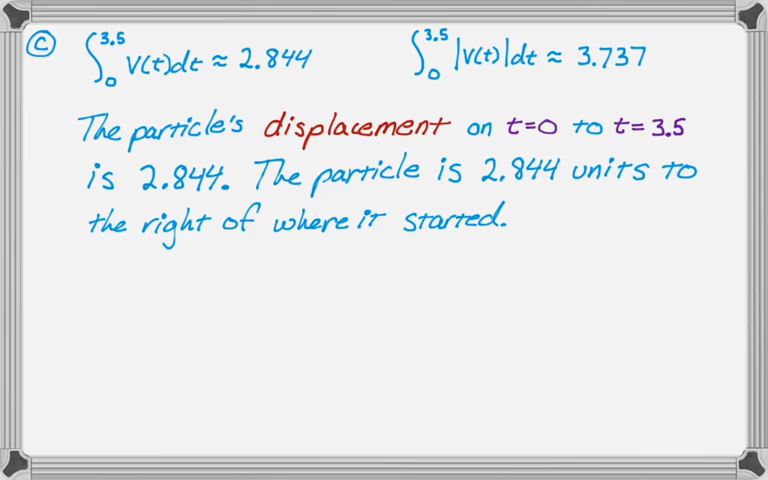 ⓒ ∫₀^3.5 v(t)dt ≈ 2.844 ∫₀^3.5 |v(t)|dt ≈ 3.737
The particle's displacement on t=0 to t=3.5
is 2.844. The particle is 2.844 units to
the right of where it started.